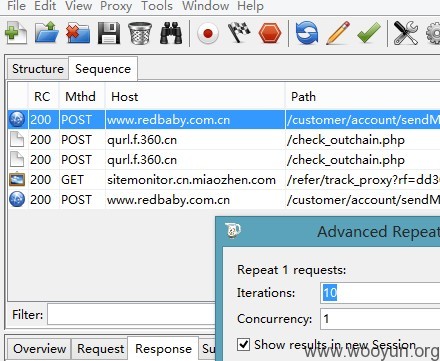 File Edit View Proxy Tools Window Help
Structure Sequence
RC Mthd Host Path
200 POST www.redbaby.com.cn /customer/account/sendM
200 POST qurl.f.360.cn /check_outchain.php
200 POST qurl.f.360.cn /check_outchain.php
200 GET sitemonitor.cn.miaozhen.com /refer/track_proxy?rf=dd3
200 POST www.redbaby.com.cn /customer/account/sendM
Advanced Repeat
Repeat 1 requests:
Iterations: 10
Concurrency: 1
Filter:
Show results in new Session
Overview Request Response Su
www.wooyun.org